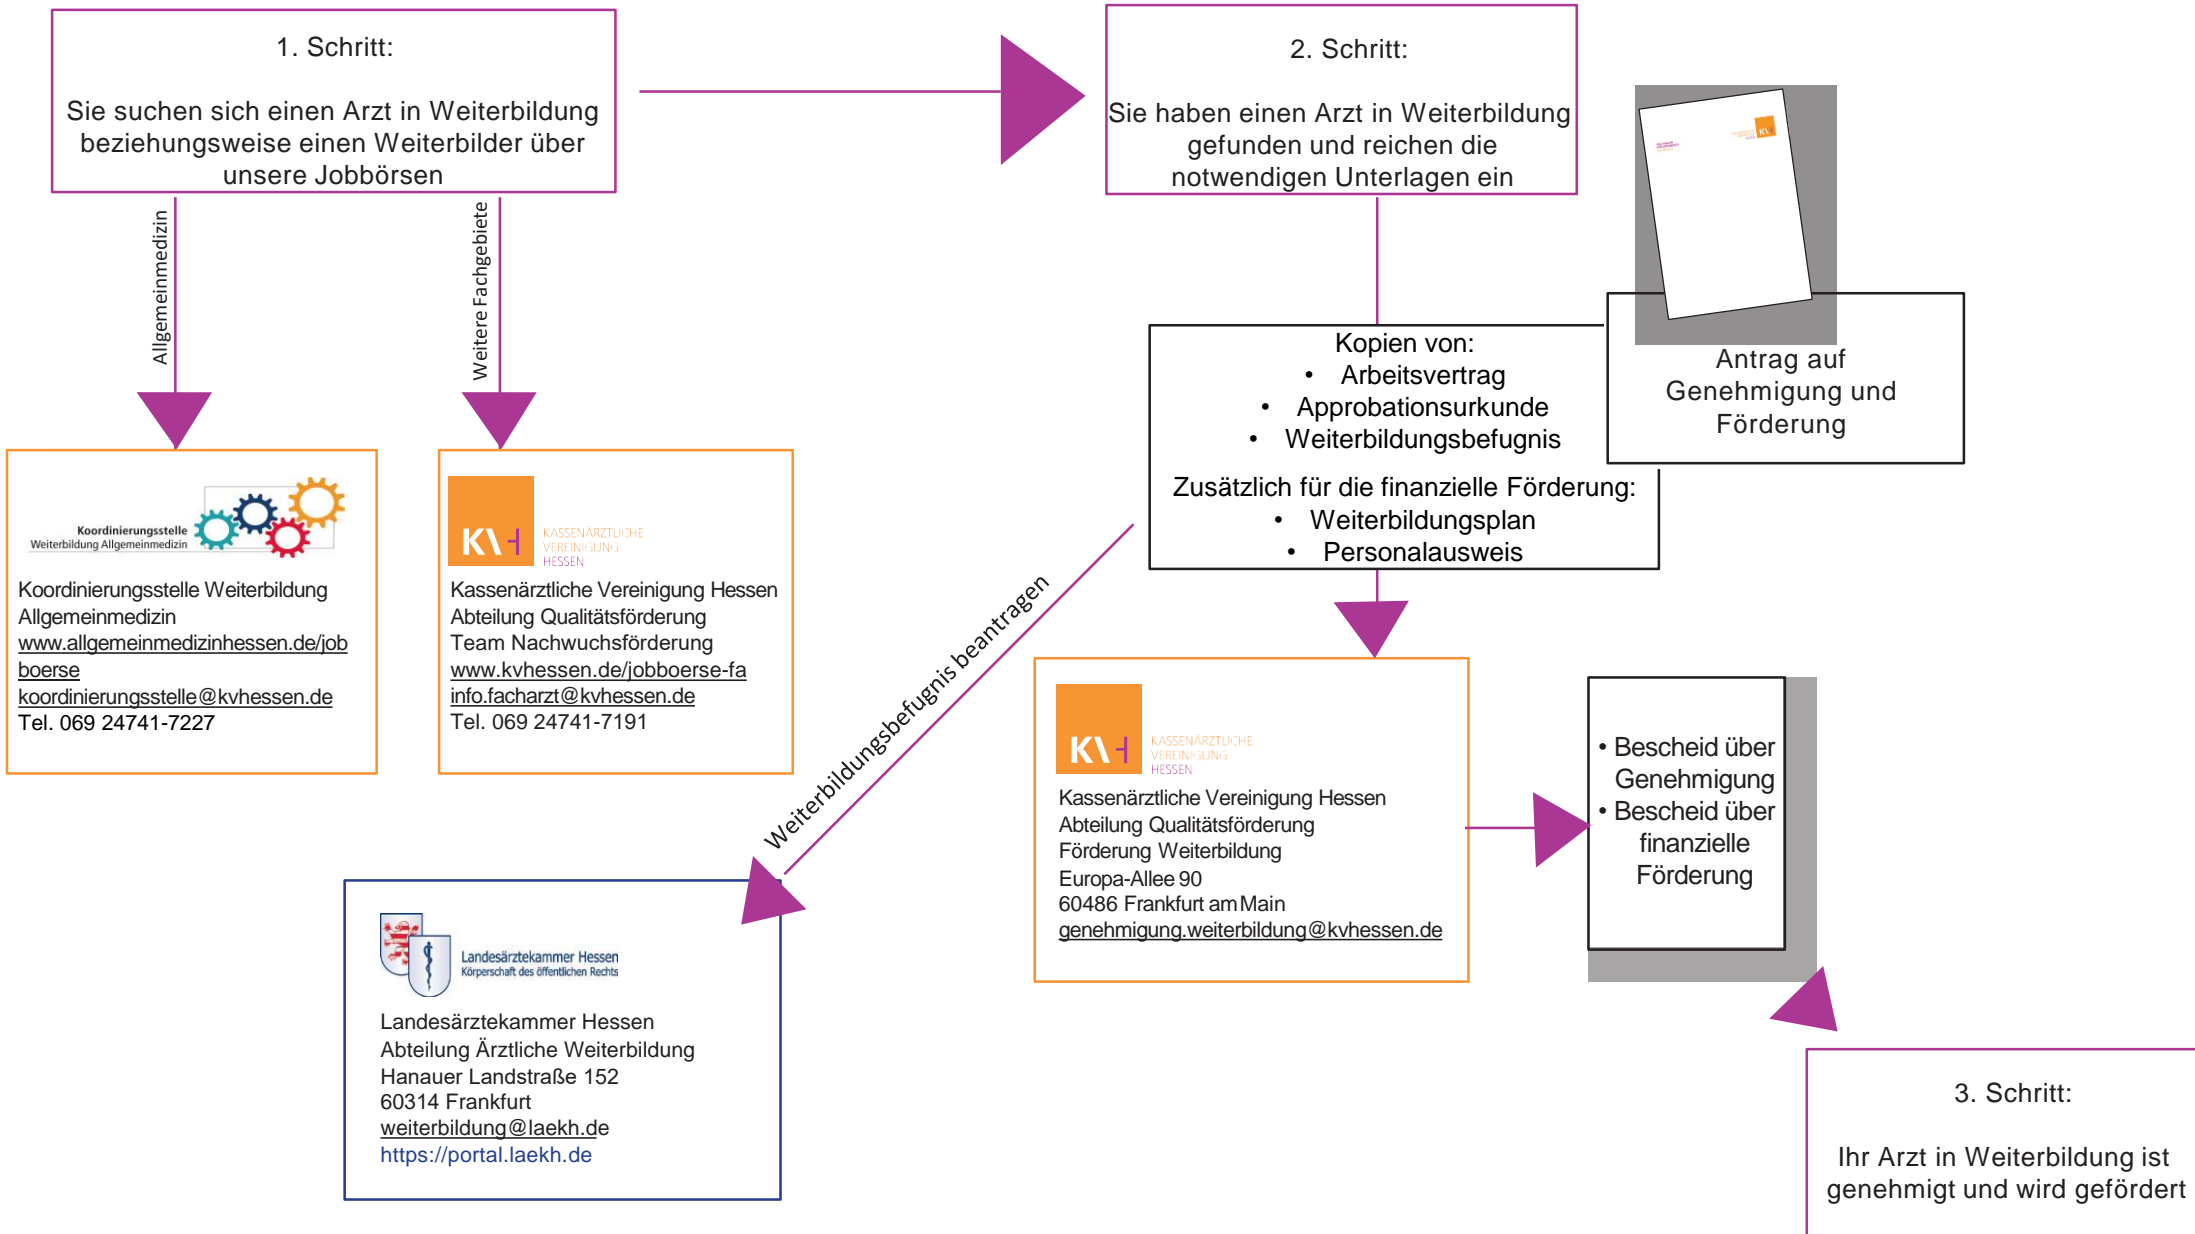 1. Schritt:
Sie suchen sich einen Arzt in Weiterbildung
beziehungsweise einen Weiterbilder über
unsere Jobbörsen
2. Schritt:
Sie haben einen Arzt in Weiterbildung
gefunden und reichen die
notwendigen Unterlagen ein
Allgemeinmedizin
Weitere Fachgebiete
Antrag auf
Genehmigung und
Förderung
Kopien von:
• Arbeitsvertrag
• Approbationsurkunde
• Weiterbildungsbefugnis
Zusätzlich für die finanzielle Förderung:
• Weiterbildungsplan
• Personalausweis
Koordinierungsstelle
Weiterbildung Allgemeinmedizin
Koordinierungsstelle Weiterbildung
Allgemeinmedizin
www.allgemeinmedizinhessen.de/job
boerse
koordinierungsstelle@kvhessen.de
Tel. 069 24741-7227
KVH
KASSENÄRZTLICHE
VEREINIGUNG
HESSEN
Kassenärztliche Vereinigung Hessen
Abteilung Qualitätsförderung
Team Nachwuchsförderung
www.kvhessen.de/jobboerse-fa
info.facharzt@kvhessen.de
Tel. 069 24741-7191
Weiterbildungsbefugnis beantragen
KVH
KASSENÄRZTLICHE
VEREINIGUNG
HESSEN
Kassenärztliche Vereinigung Hessen
Abteilung Qualitätsförderung
Förderung Weiterbildung
Europa-Allee 90
60486 Frankfurt am Main
genehmigung.weiterbildung@kvhessen.de
• Bescheid über
Genehmigung
• Bescheid über
finanzielle
Förderung
Landesärztekammer Hessen
Körperschaft des öffentlichen Rechts
Landesärztekammer Hessen
Abteilung Ärztliche Weiterbildung
Hanauer Landstraße 152
60314 Frankfurt
weiterbildung@laekh.de
https://portal.laekh.de
3. Schritt:
Ihr Arzt in Weiterbildung ist
genehmigt und wird gefördert